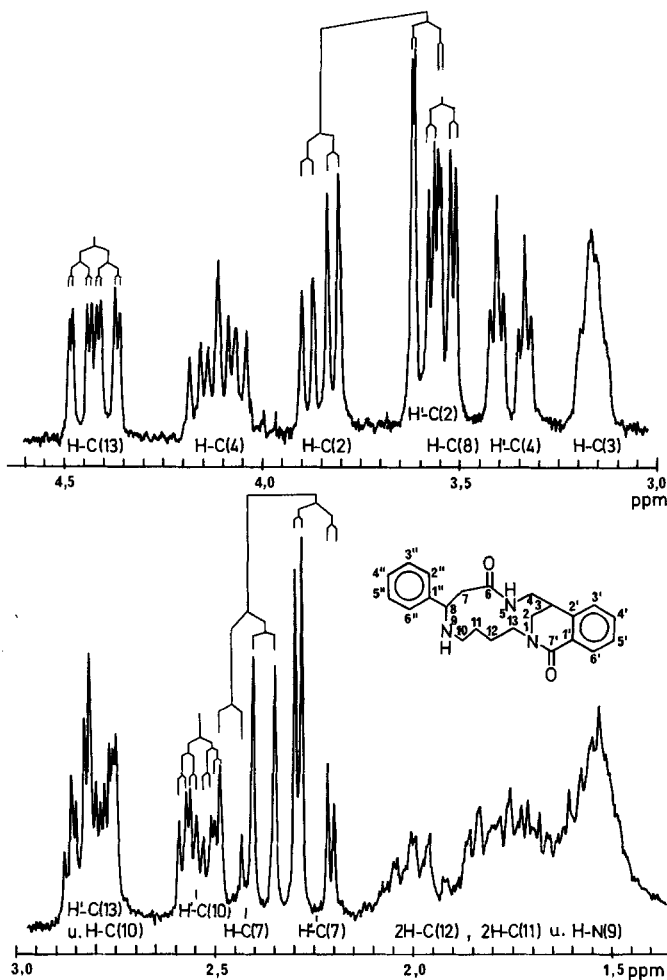 H-C(13) H-C(4) H-C(2) H'-C(2) H-C(8) H'-C(4) H-C(3)
4,5 4,0 3,5 3,0
ppm
3'' 4'' 2'' 5'' 1'' 6''
O 6 7 8 H N 5 4 3 2 1
9 N H 10 11 12 13 N
2' 3' 4' 1' 5' 6' 7' O
H'-C(13)
u. H-C(10) H'-C(10) H-C(7) H'-C(7) 2H-C(12) , 2H-C(11) u. H-N(9)
3.0 2,5 2,0 1,5 ppm